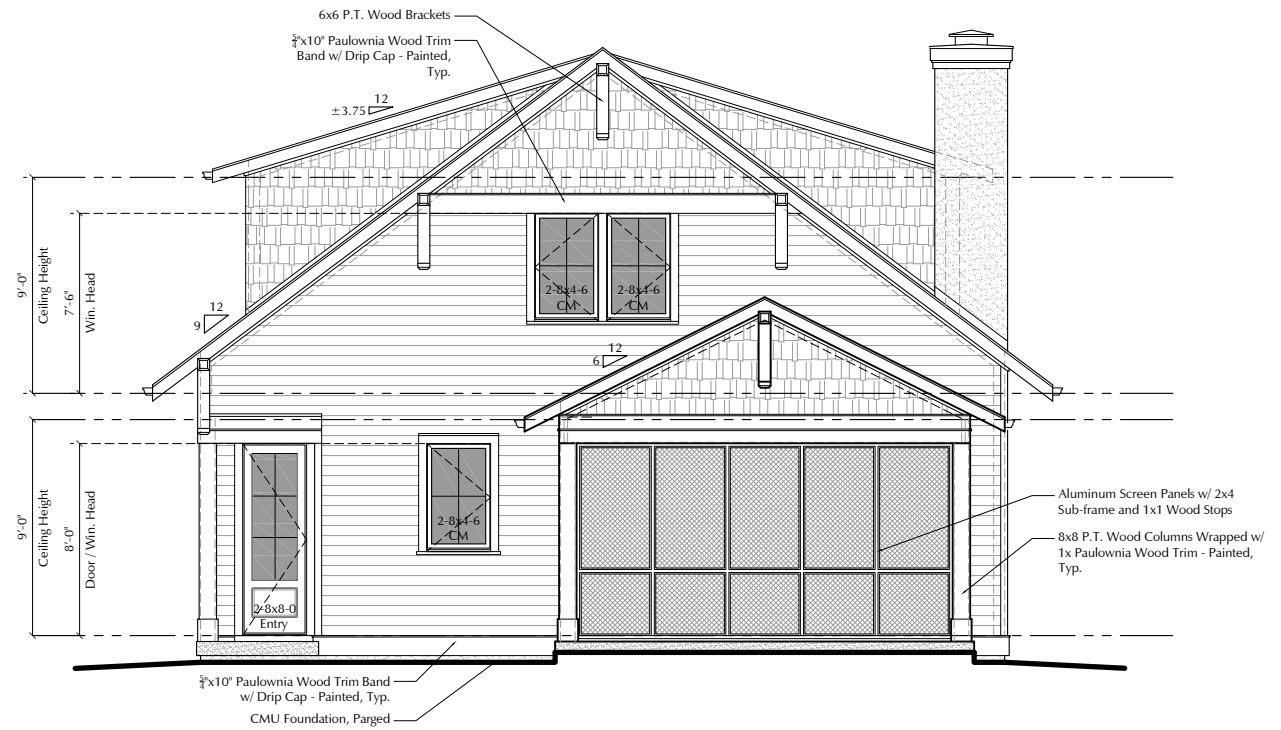 6x6 P.T. Wood Brackets
5/4"x10" Paulownia Wood Trim
Band w/ Drip Cap - Painted,
Typ.
12
±3.75
9'-0"
Ceiling Height
7'-6"
Win. Head
12
9
2-8x4-6
CM
2-8x4-6
CM
12
6
9'-0"
Ceiling Height
8'-0"
Door / Win. Head
2-8x4-6
CM
2-8x8-0
Entry
Aluminum Screen Panels w/ 2x4
Sub-frame and 1x1 Wood Stops
8x8 P.T. Wood Columns Wrapped w/
1x Paulownia Wood Trim - Painted,
Typ.
5/4"x10" Paulownia Wood Trim Band
w/ Drip Cap - Painted, Typ.
CMU Foundation, Parged